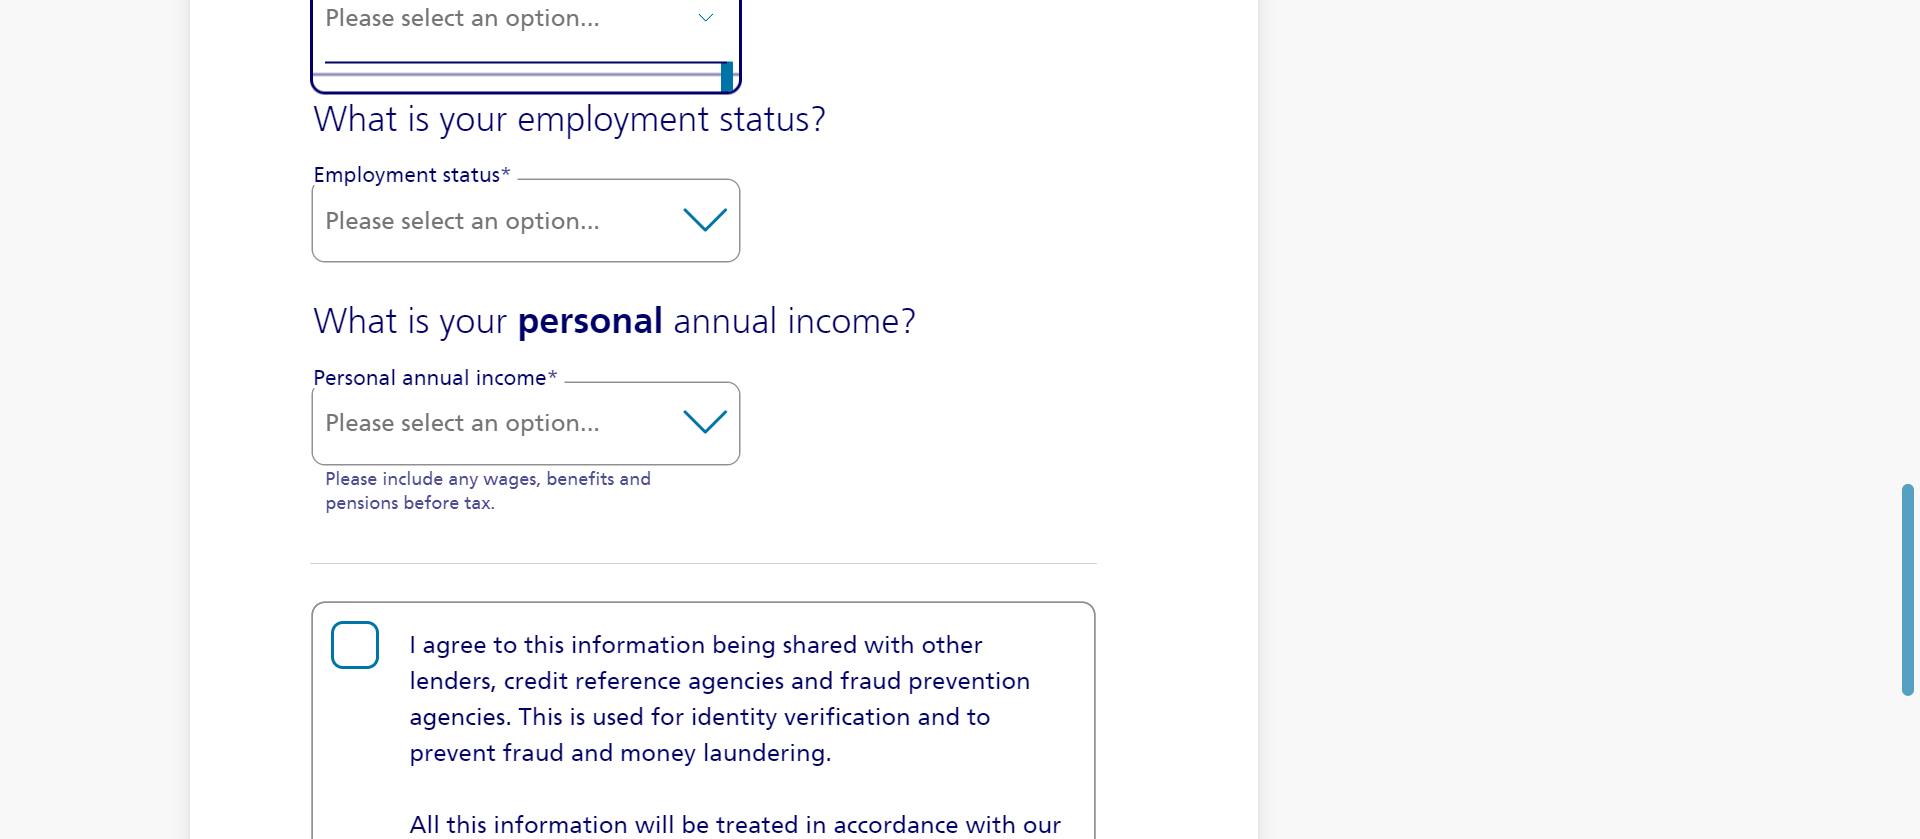 Please select an option...
What is your employment status?
Employment status*
Please select an option...
What is your personal annual income?
Personal annual income*
Please select an option...
Please include any wages, benefits and
pensions before tax.
I agree to this information being shared with other
lenders, credit reference agencies and fraud prevention
agencies. This is used for identity verification and to
prevent fraud and money laundering.
All this information will be treated in accordance with our